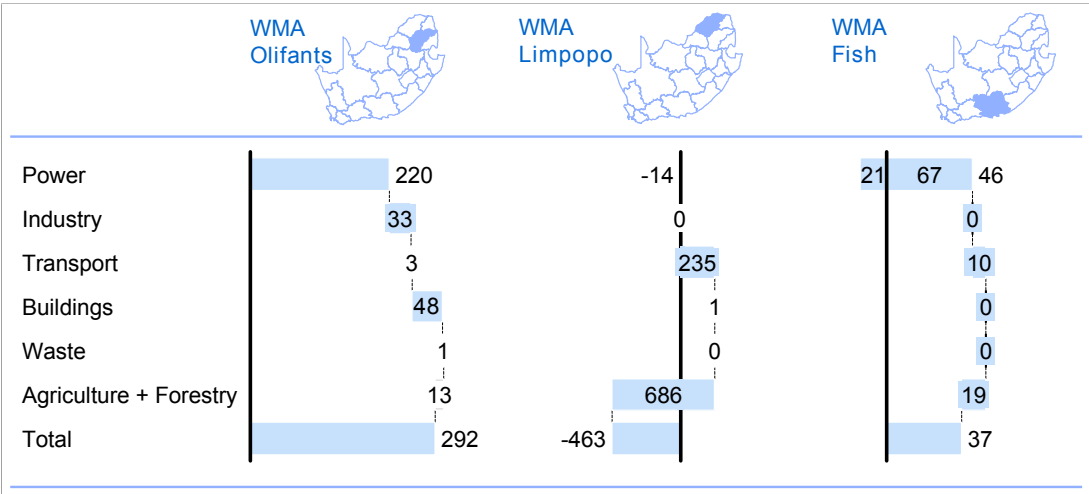 WMA
Olifants
WMA
Limpopo
WMA
Fish
Power 220 -14 21 67 46
Industry 33 0 0
Transport 3 235 10
Buildings 48 1 0
Waste 1 0 0
Agriculture + Forestry 13 686 19
Total 292 -463 37